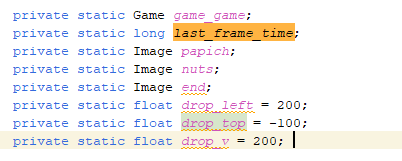 private static Game game_game;
private static long last_frame_time;
private static Image papich;
private static Image nuts;
private static Image end;
private static float drop_left = 200;
private static float drop_top = -100;
private static float drop_v = 200;